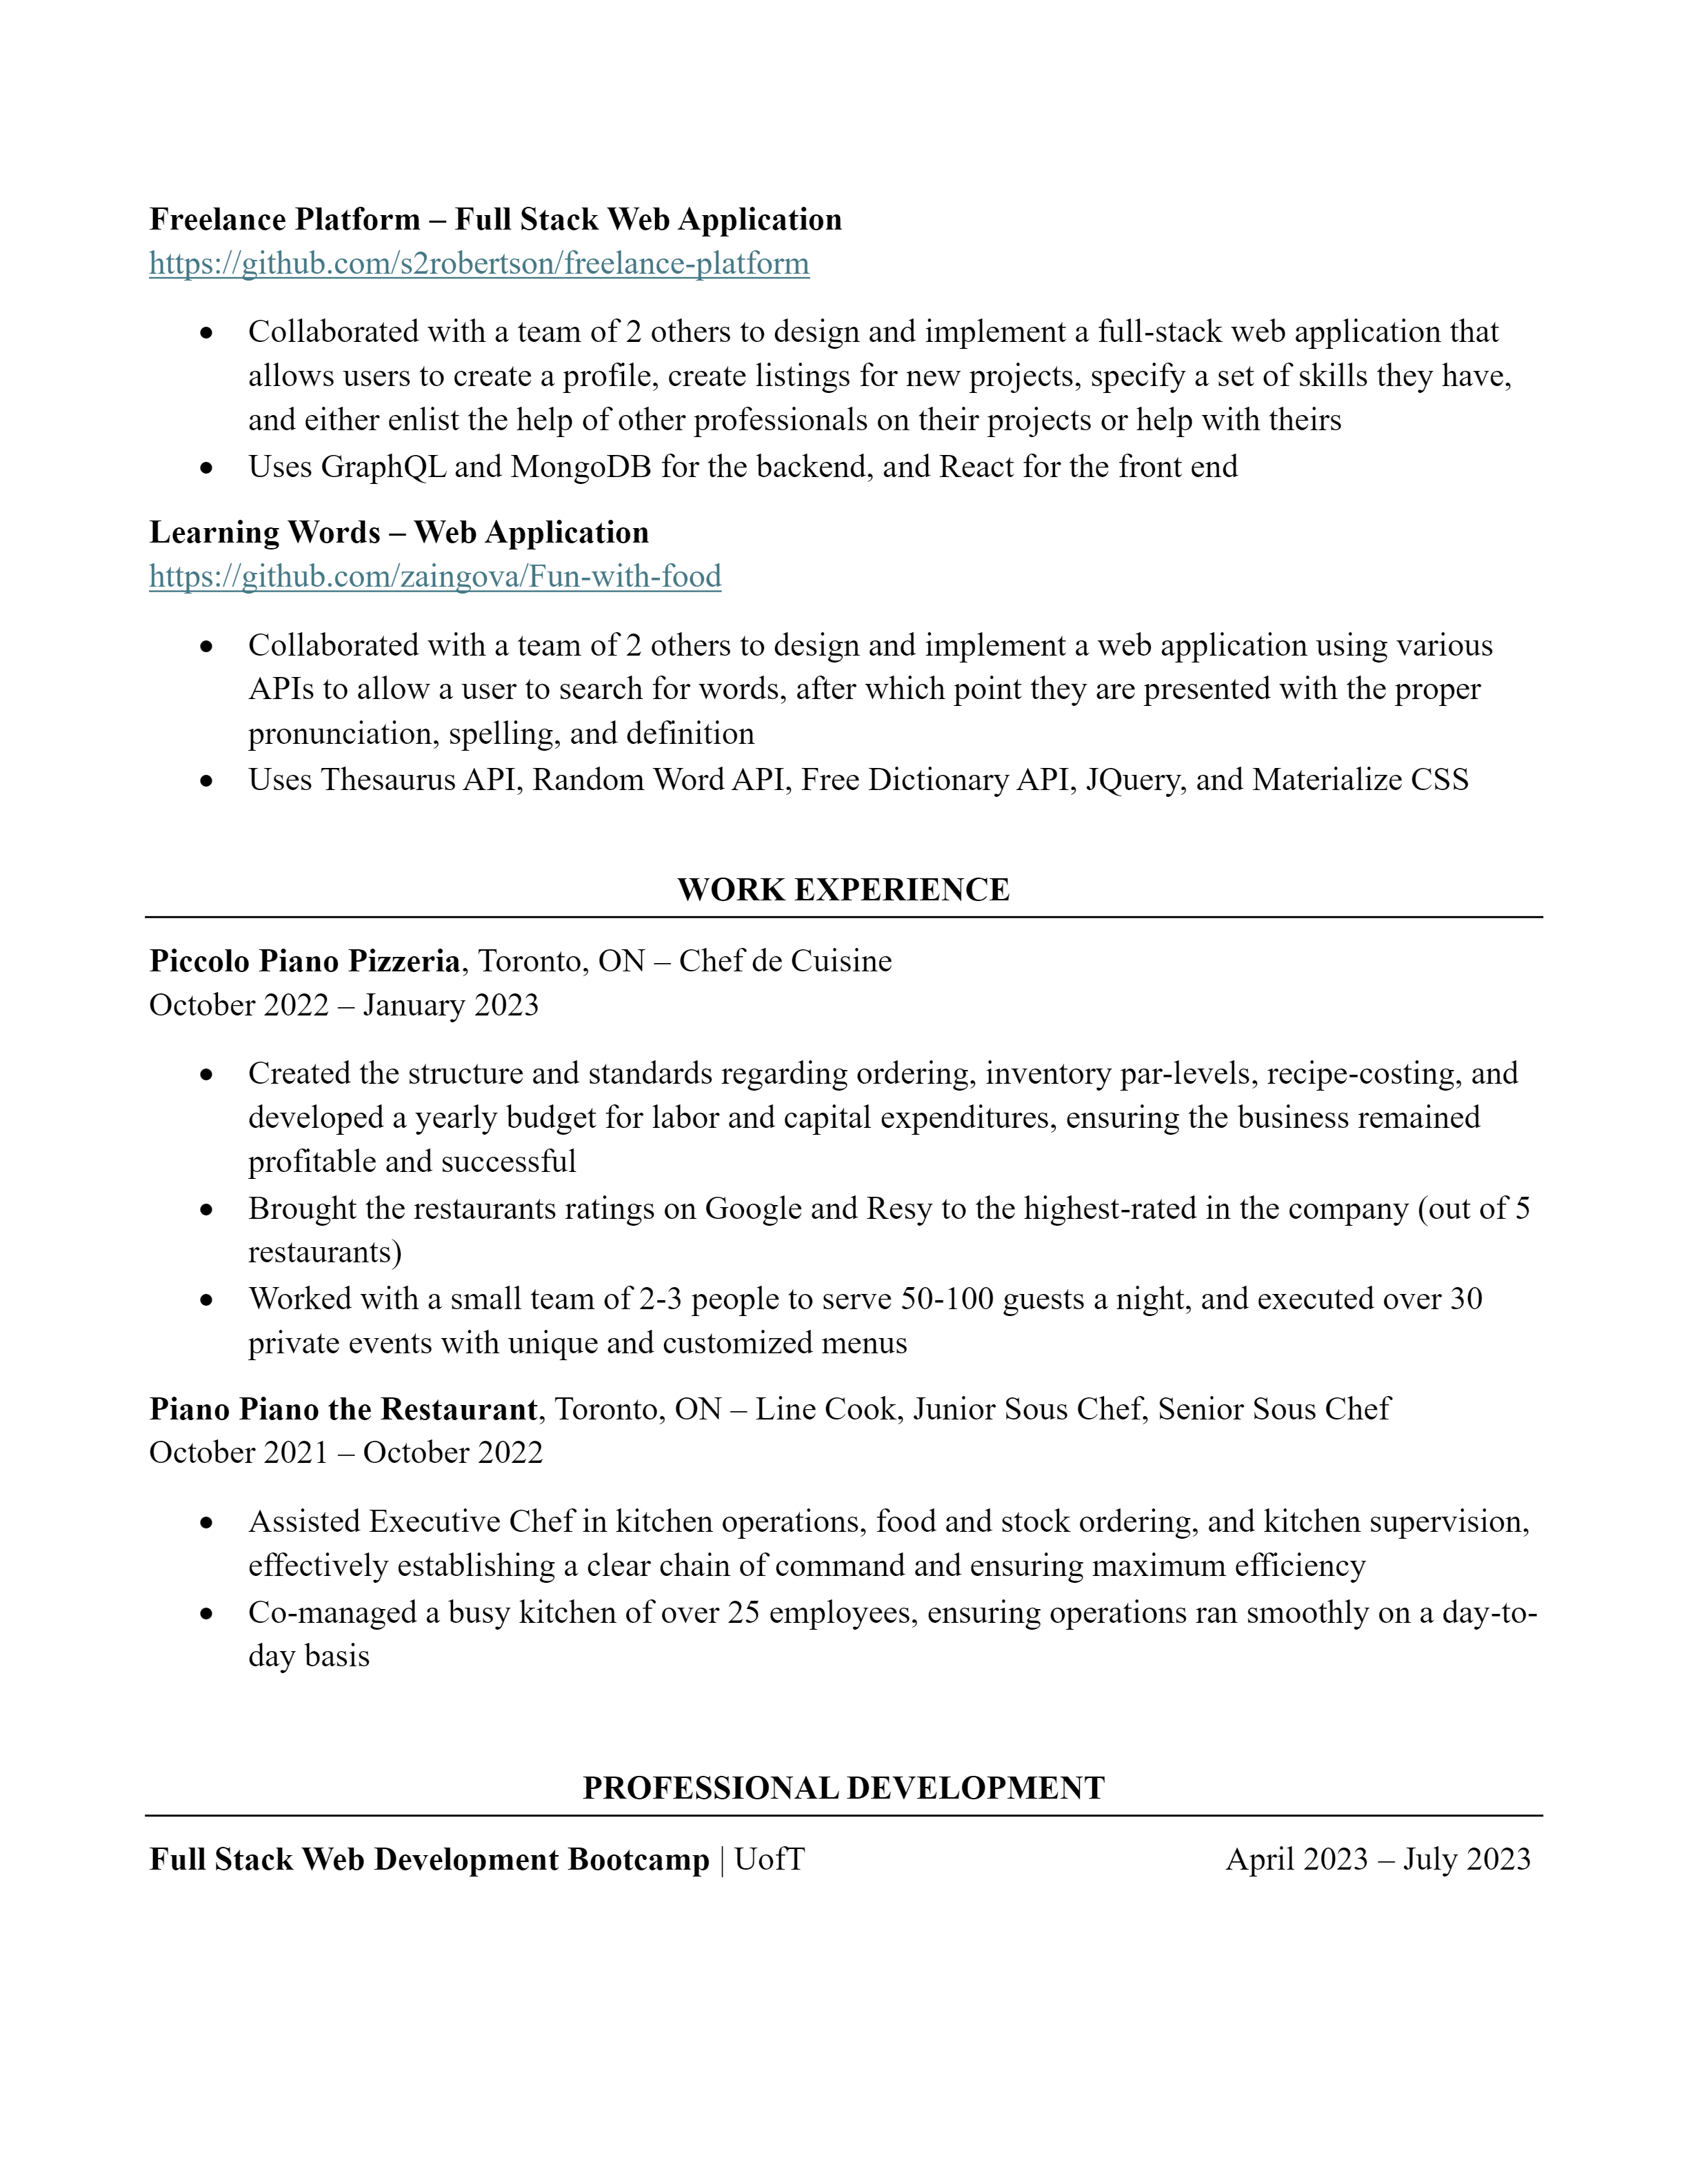 Freelance Platform – Full Stack Web Application
https://github.com/s2robertson/freelance-platform
• Collaborated with a team of 2 others to design and implement a full-stack web application that
allows users to create a profile, create listings for new projects, specify a set of skills they have,
and either enlist the help of other professionals on their projects or help with theirs
• Uses GraphQL and MongoDB for the backend, and React for the front end
Learning Words – Web Application
https://github.com/zaingova/Fun-with-food
• Collaborated with a team of 2 others to design and implement a web application using various
APIs to allow a user to search for words, after which point they are presented with the proper
pronunciation, spelling, and definition
• Uses Thesaurus API, Random Word API, Free Dictionary API, JQuery, and Materialize CSS
WORK EXPERIENCE
Piccolo Piano Pizzeria, Toronto, ON – Chef de Cuisine
October 2022 – January 2023
• Created the structure and standards regarding ordering, inventory par-levels, recipe-costing, and
developed a yearly budget for labor and capital expenditures, ensuring the business remained
profitable and successful
• Brought the restaurants ratings on Google and Resy to the highest-rated in the company (out of 5
restaurants)
• Worked with a small team of 2-3 people to serve 50-100 guests a night, and executed over 30
private events with unique and customized menus
Piano Piano the Restaurant, Toronto, ON – Line Cook, Junior Sous Chef, Senior Sous Chef
October 2021 – October 2022
• Assisted Executive Chef in kitchen operations, food and stock ordering, and kitchen supervision,
effectively establishing a clear chain of command and ensuring maximum efficiency
• Co-managed a busy kitchen of over 25 employees, ensuring operations ran smoothly on a day-to-
day basis
PROFESSIONAL DEVELOPMENT
Full Stack Web Development Bootcamp | UofT April 2023 – July 2023